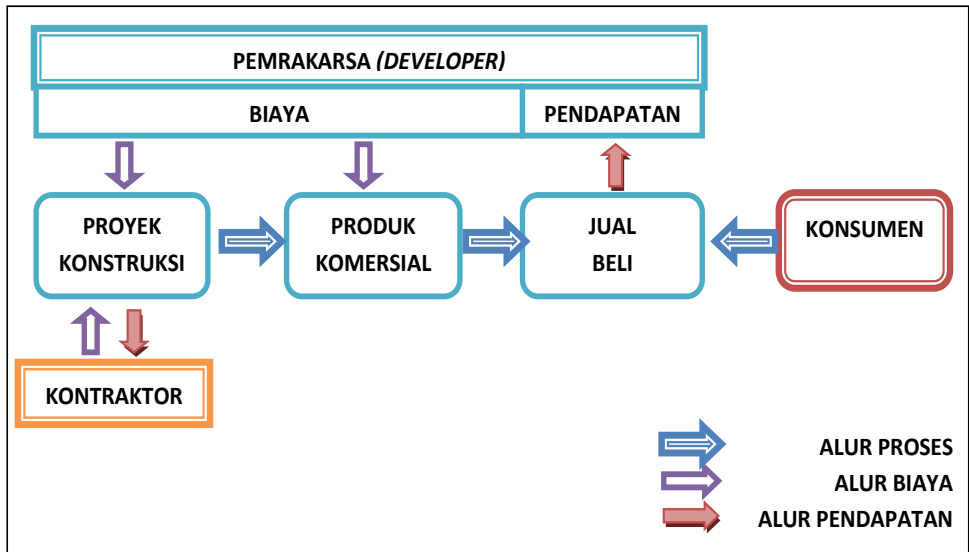 PEMRAKARSA (DEVELOPER)
BIAYA
PENDAPATAN
PROYEK
KONSTRUKSI
PRODUK
KOMERSIAL
JUAL
BELI
KONSUMEN
KONTRAKTOR
ALUR PROSES
ALUR BIAYA
ALUR PENDAPATAN